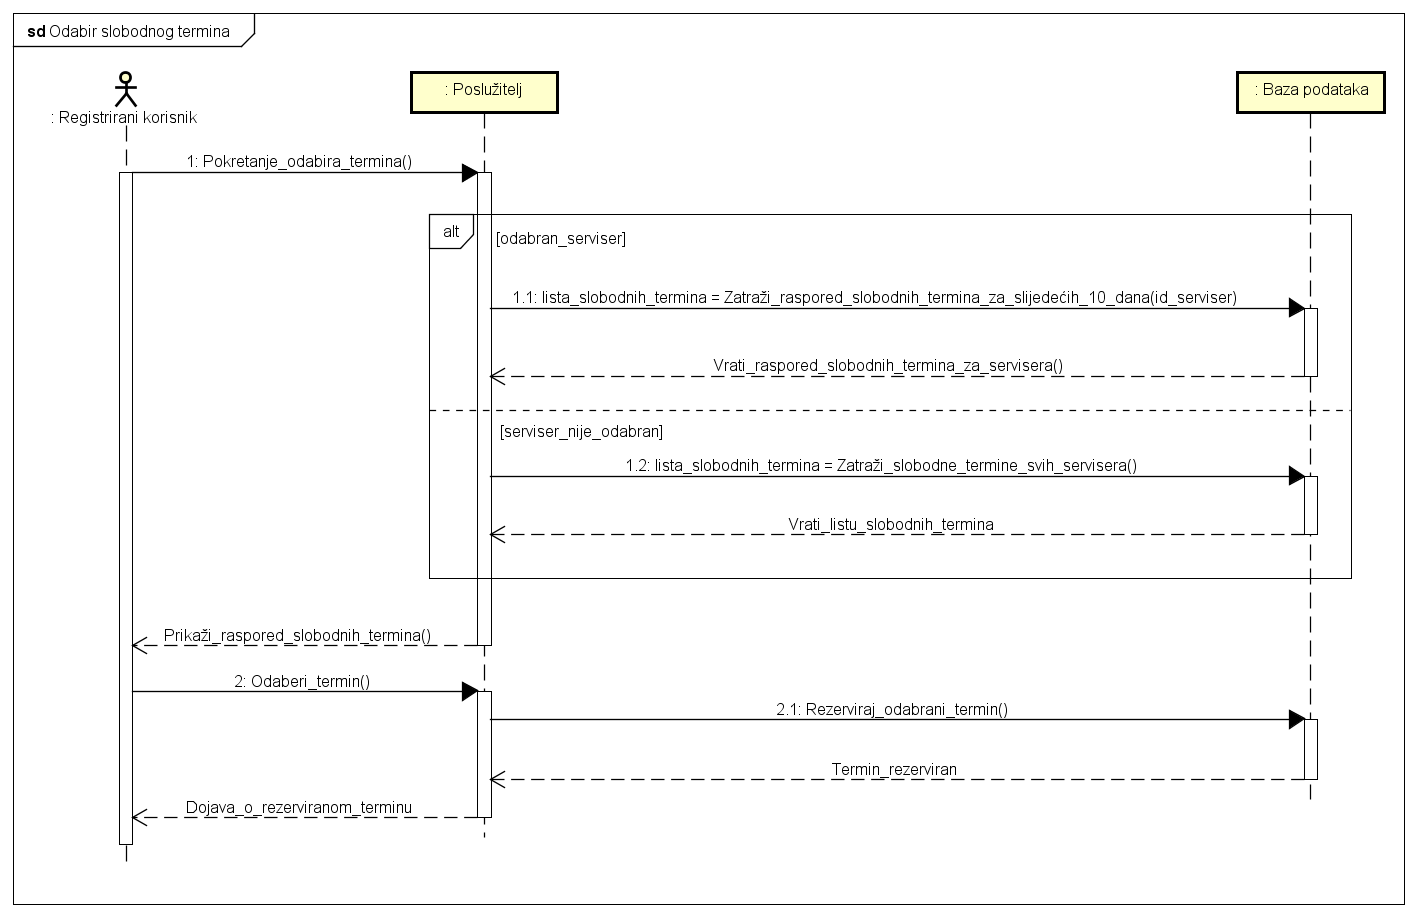 sd Odabir slobodnog termina
: Registrirani korisnik
: Poslužitelj
: Baza podataka
1: Pokretanje_odabira_termina()
alt
[odabran_serviser]
1.1: lista_slobodnih_termina = Zatraži_raspored_slobodnih_termina_za_slijedećih_10_dana(id_serviser)
Vrati_raspored_slobodnih_termina_za_servisera()
[serviser_nije_odabran]
1.2: lista_slobodnih_termina = Zatraži_slobodne_termine_svih_servisera()
Vrati_listu_slobodnih_termina
Prikaži_raspored_slobodnih_termina()
2: Odaberi_termin()
2.1: Rezerviraj_odabrani_termin()
Termin_rezerviran
Dojava_o_rezerviranom_terminu